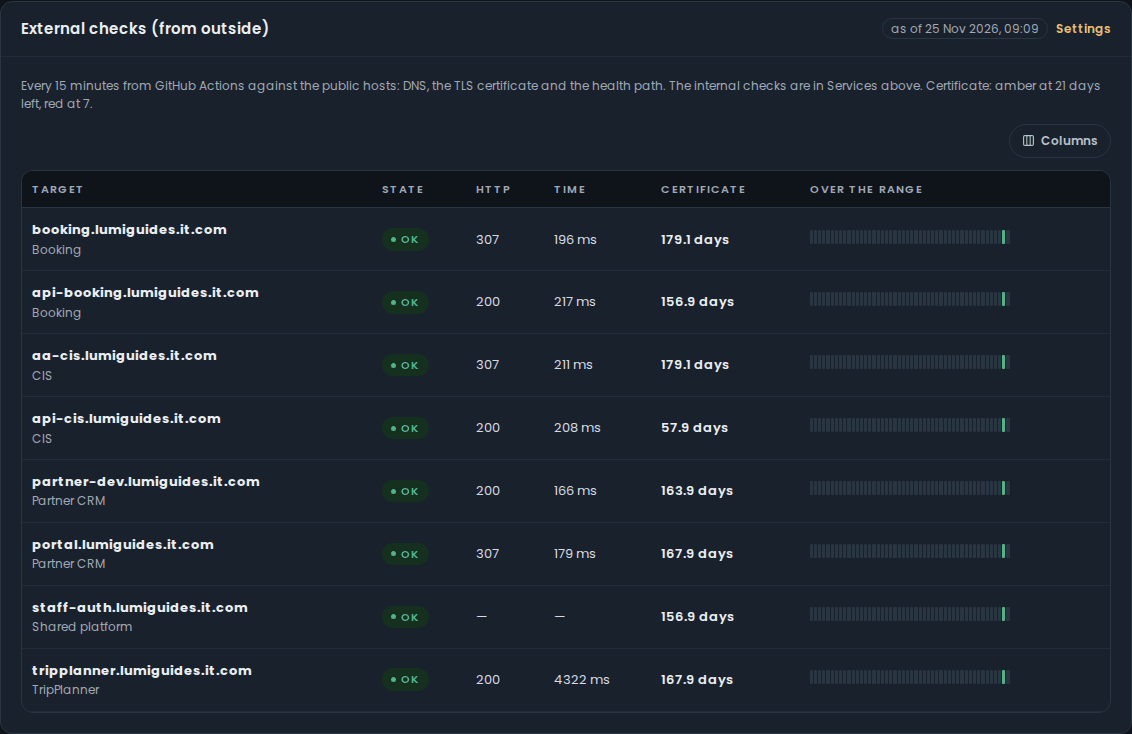 External checks (from outside)
as of 25 Nov 2026, 09:09
Settings
Every 15 minutes from GitHub Actions against the public hosts: DNS, the TLS certificate and the health path. The internal checks are in Services above. Certificate: amber at 21 days
left, red at 7.
Columns
TARGET STATE HTTP TIME CERTIFICATE OVER THE RANGE
booking.lumiguides.it.com OK 307 196 ms 179.1 days
Booking
api-booking.lumiguides.it.com OK 200 217 ms 156.9 days
Booking
aa-cis.lumiguides.it.com OK 307 211 ms 179.1 days
CIS
api-cis.lumiguides.it.com OK 200 208 ms 57.9 days
CIS
partner-dev.lumiguides.it.com OK 200 166 ms 163.9 days
Partner CRM
portal.lumiguides.it.com OK 307 179 ms 167.9 days
Partner CRM
staff-auth.lumiguides.it.com OK — — 156.9 days
Shared platform
tripplanner.lumiguides.it.com OK 200 4322 ms 167.9 days
TripPlanner